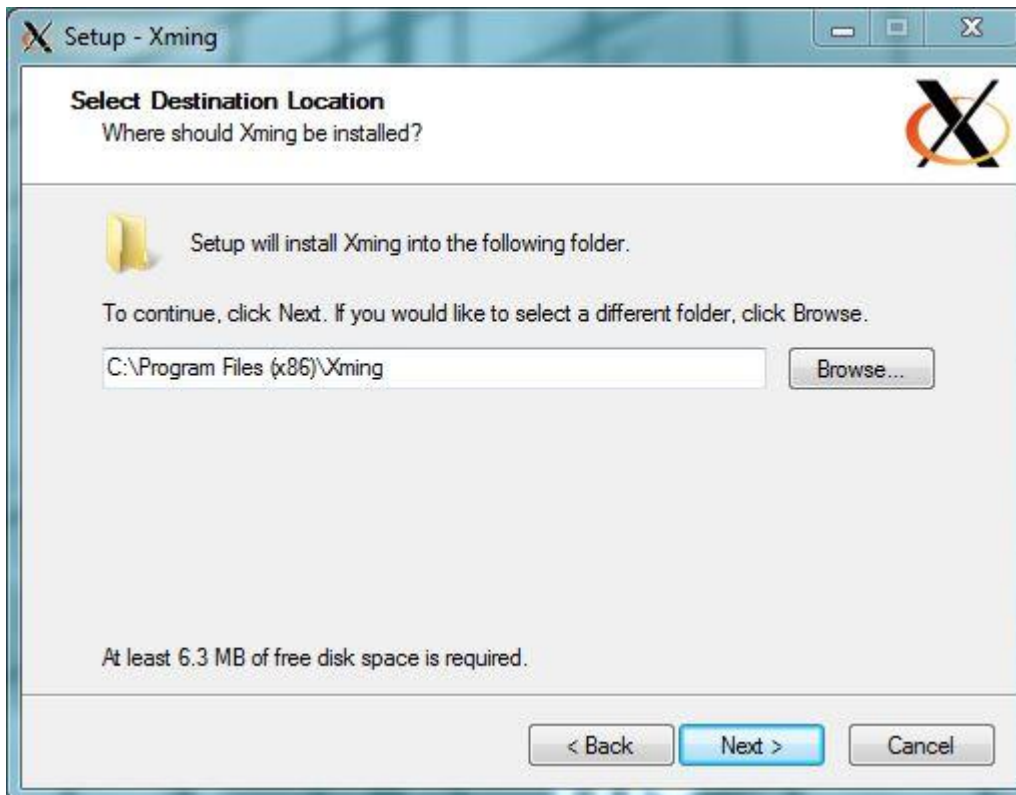 Setup - Xming
Select Destination Location
Where should Xming be installed?
Setup will install Xming into the following folder.
To continue, click Next. If you would like to select a different folder, click Browse.
C:\Program Files (x86)\Xming
Browse...
At least 6.3 MB of free disk space is required.
< Back
Next >
Cancel